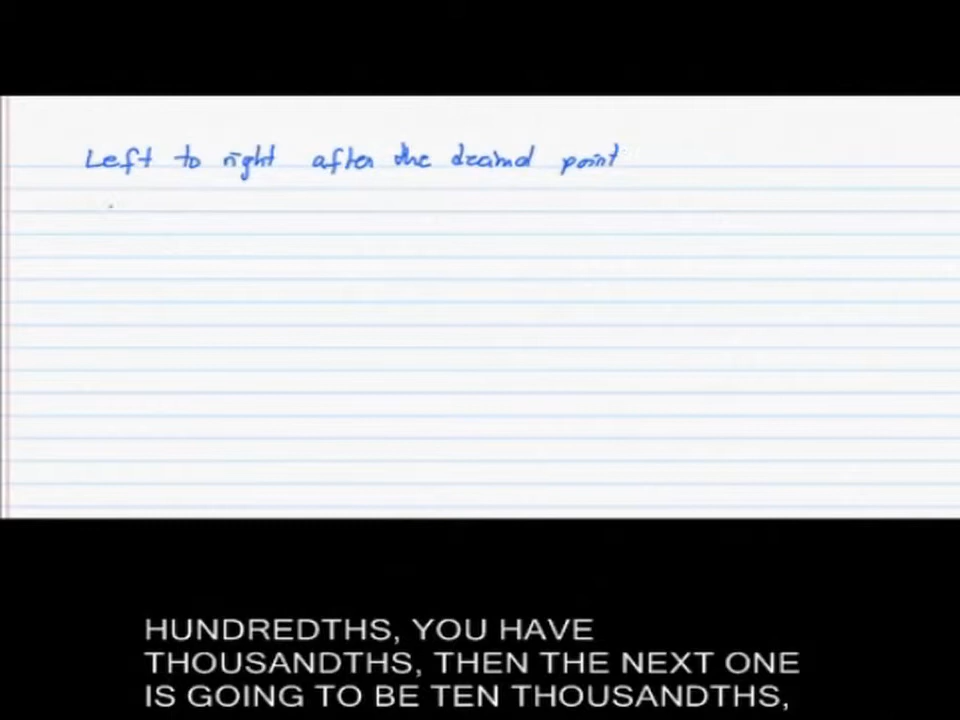 Left to right after the decimal point
HUNDREDTHS, YOU HAVE
THOUSANDTHS, THEN THE NEXT ONE
IS GOING TO BE TEN THOUSANDTHS,